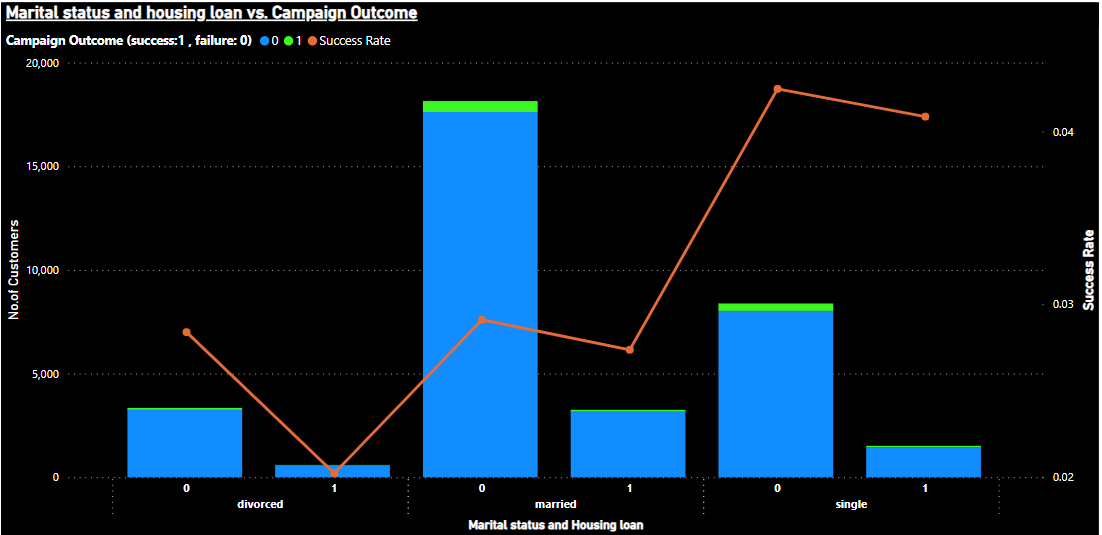 Marital status and housing loan vs. Campaign Outcome
Campaign Outcome (success:1 , failure: 0) 0 1 Success Rate
20,000
15,000
10,000
5,000
0
No.of Customers
0.04
0.03
0.02
Success Rate
0 1 0 1 0 1
divorced married single
Marital status and Housing loan